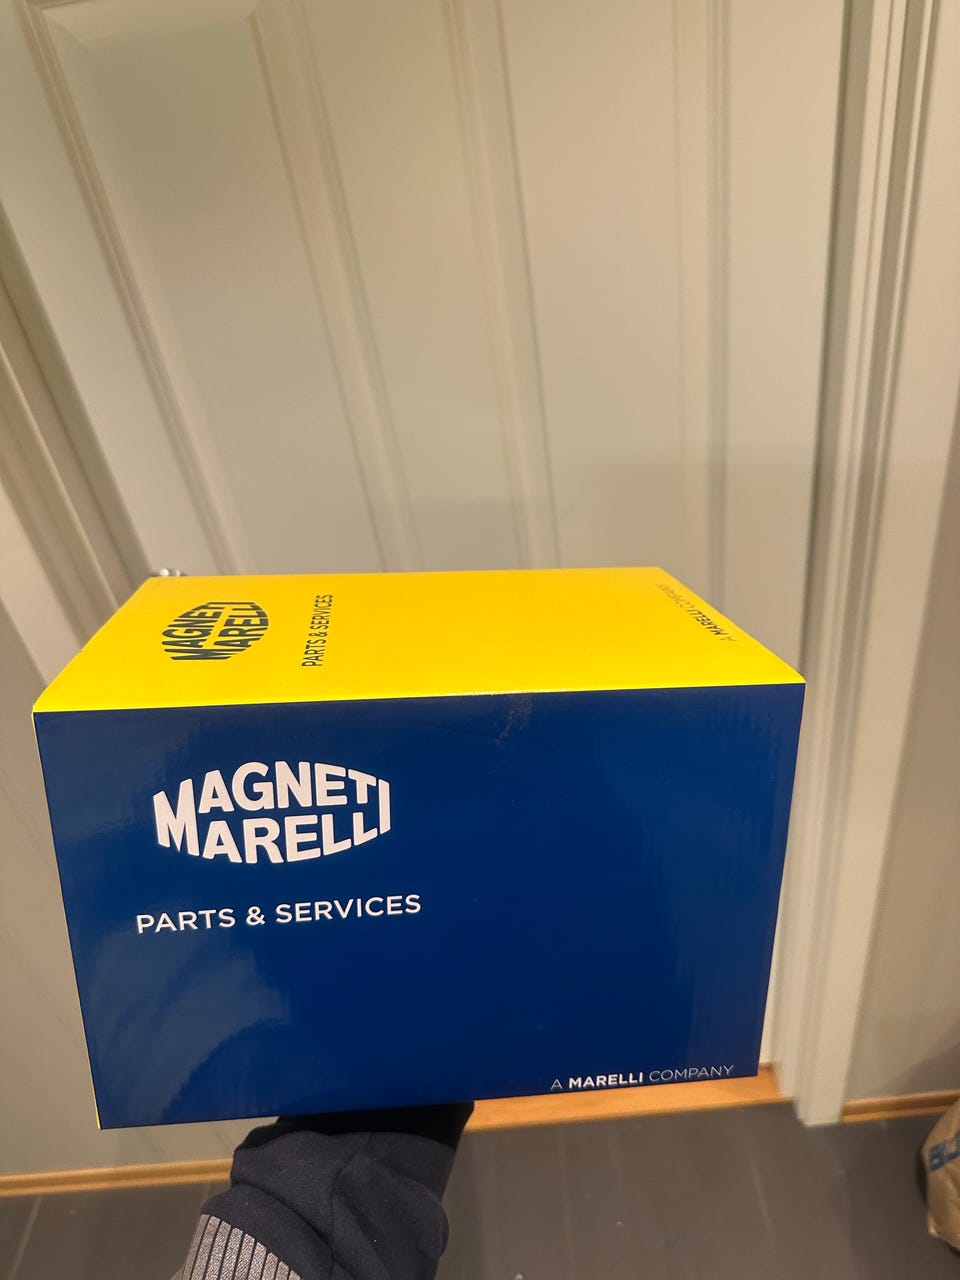 MAGNETI
MARELLI
PARTS & SERVICES
A MARELLI COMPANY
MAGNETI
MARELLI
PARTS & SERVICES
A MARELLI COMPANY